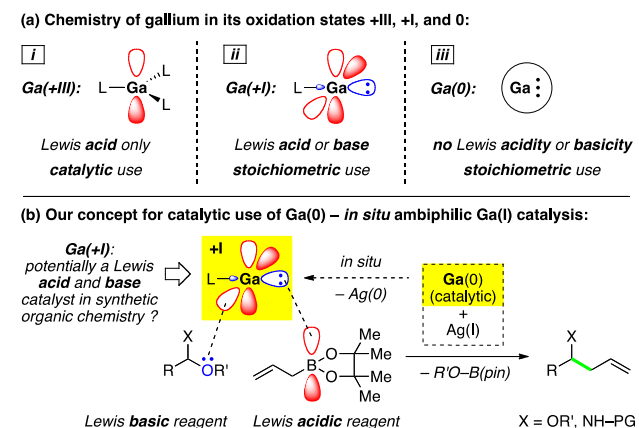 (a) Chemistry of gallium in its oxidation states +III, +I, and 0:
i
ii
iii
Ga(+III):
L
Ga
L
L
Ga(+I):
L
Ga
Ga(0):
Ga
Lewis acid only
catalytic use
Lewis acid or base
stoichiometric use
no Lewis acidity or basicity
stoichiometric use
(b) Our concept for catalytic use of Ga(0) – in situ ambiphilic Ga(I) catalysis:
Ga(+I):
potentially a Lewis
acid and base
catalyst in synthetic
organic chemistry ?
+I
L
Ga
in situ
– Ag(0)
Ga(0)
(catalytic)
+
Ag(I)
X
R
OR'
B
O
O
Me
Me
Me
Me
– R'O–B(pin)
X
R
Lewis basic reagent
Lewis acidic reagent
X = OR', NH–PG